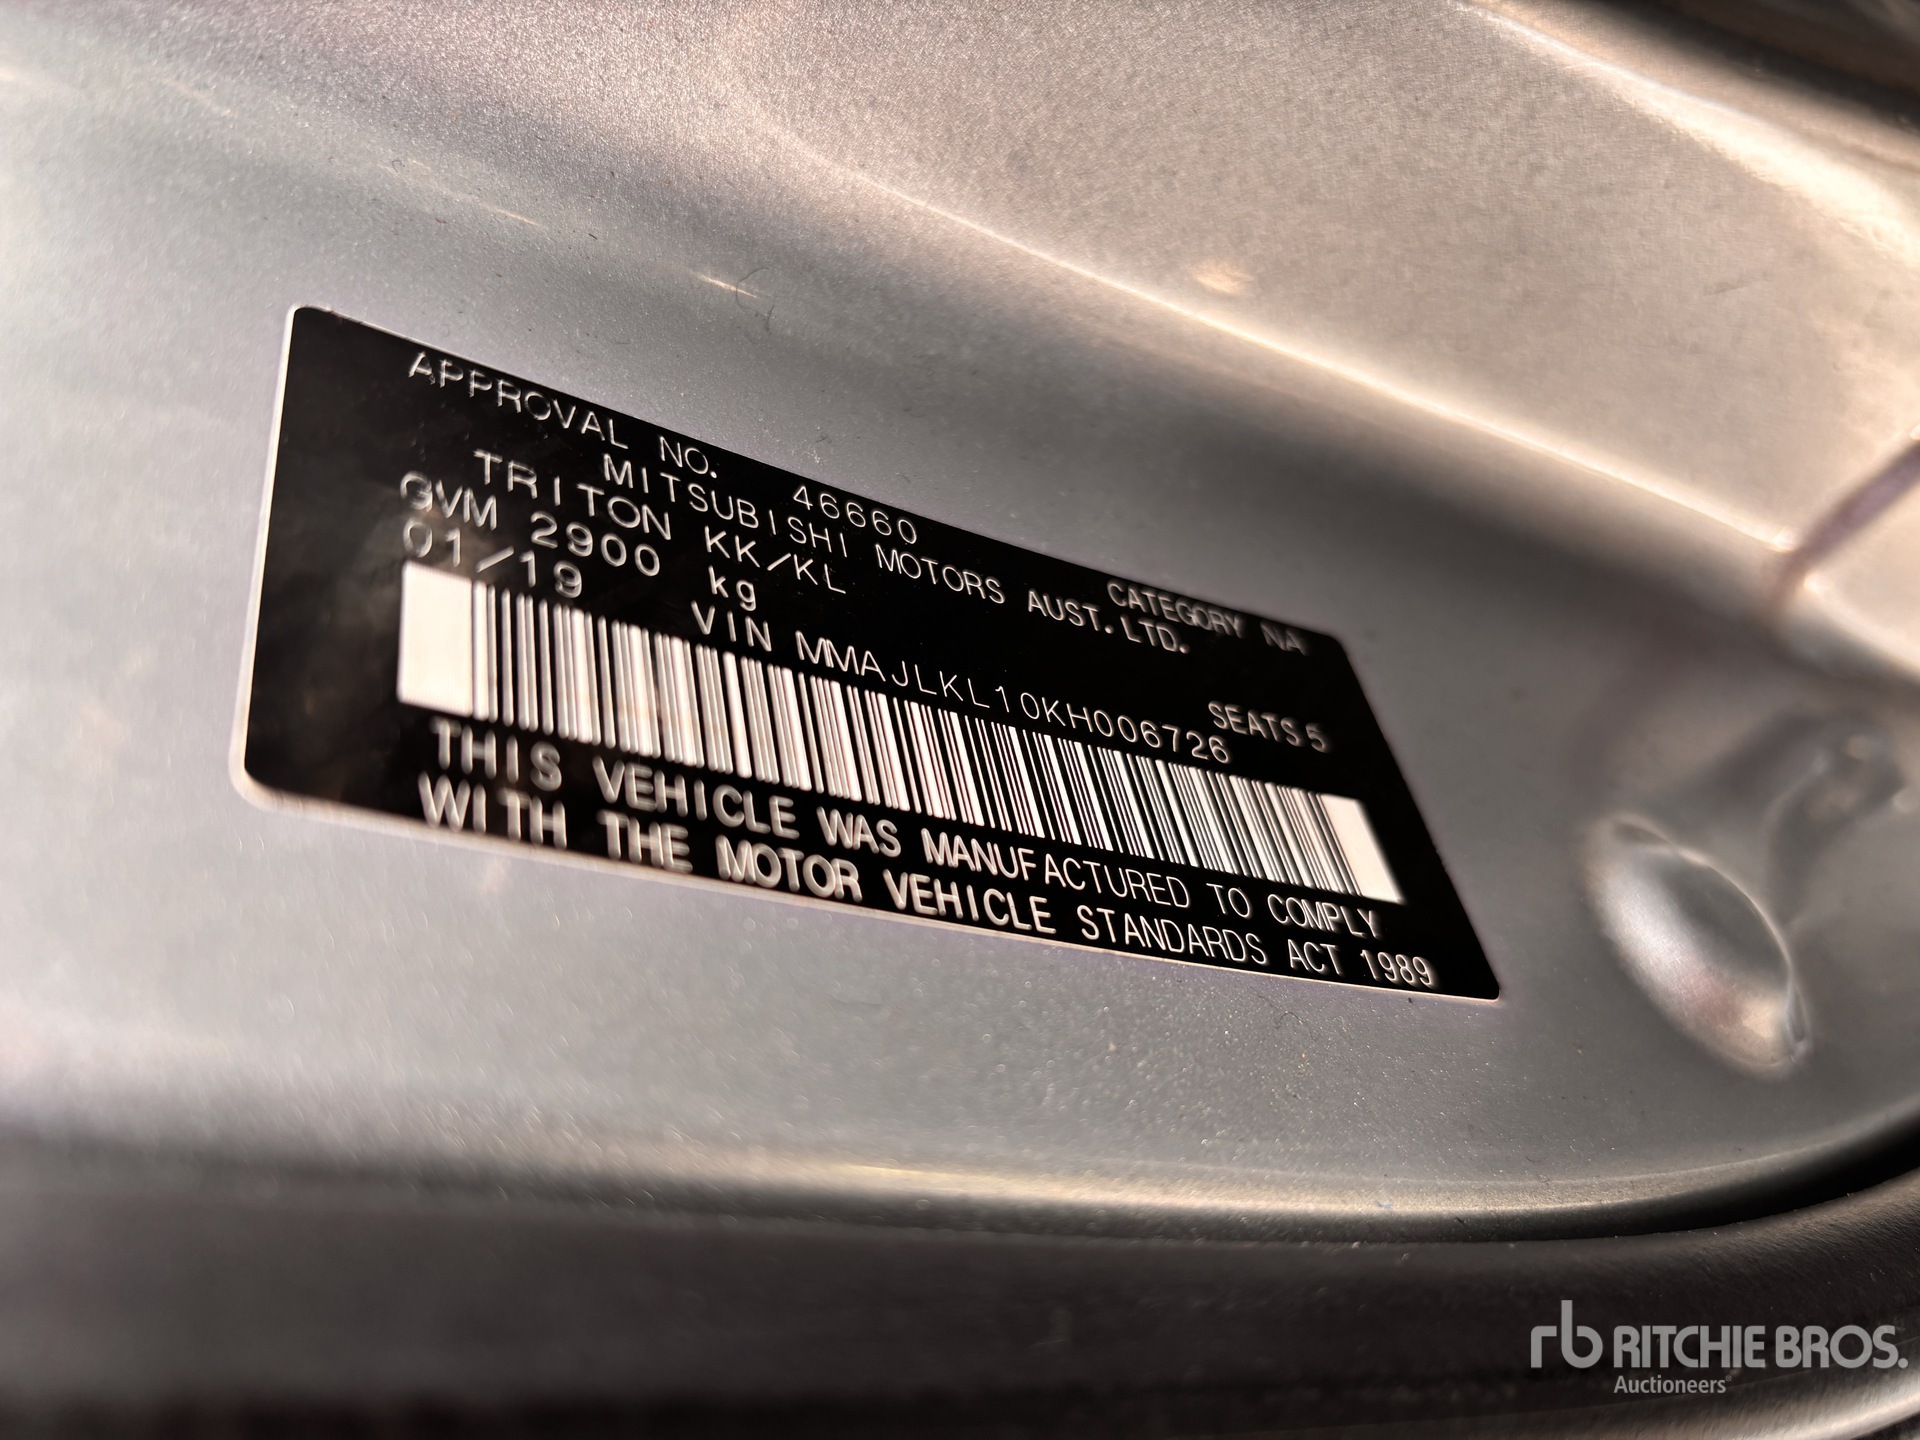 APPROVAL NO. 46660 CATEGORY NA
MITSUBISHI MOTORS AUST.LTD.
TRITON KK/KL
GVM 2900 kg SEATS 5
01/19 VIN MMAJLKL10KH006726
THIS VEHICLE WAS MANUFACTURED TO COMPLY
WITH THE MOTOR VEHICLE STANDARDS ACT 1989
rb RITCHIE BROS.
Auctioneers